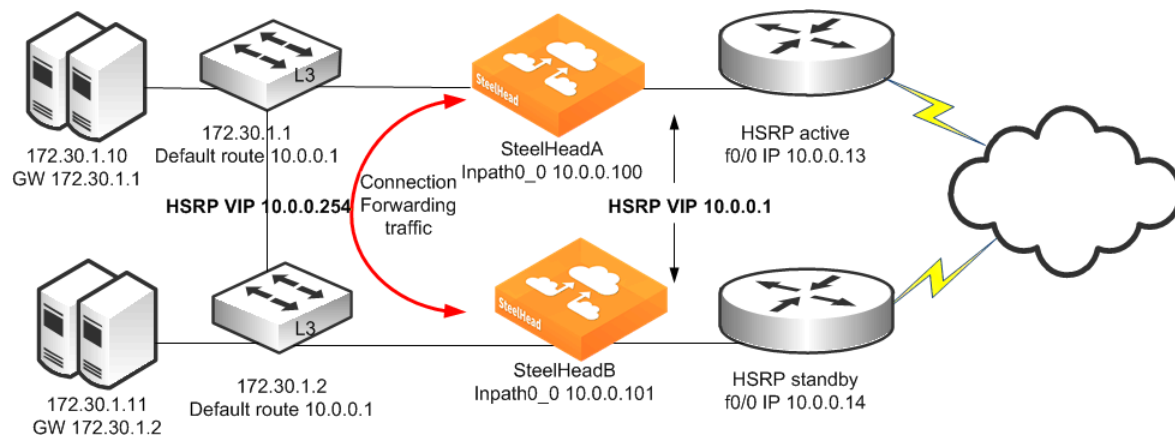 L3
SteelHead
172.30.1.10
GW 172.30.1.1
172.30.1.1
Default route 10.0.0.1
SteelHeadA
Inpath0_0 10.0.0.100
HSRP active
f0/0 IP 10.0.0.13
Connection
Forwarding
traffic
HSRP VIP 10.0.0.254
HSRP VIP 10.0.0.1
L3
SteelHead
172.30.1.11
GW 172.30.1.2
172.30.1.2
Default route 10.0.0.1
SteelHeadB
Inpath0_0 10.0.0.101
HSRP standby
f0/0 IP 10.0.0.14